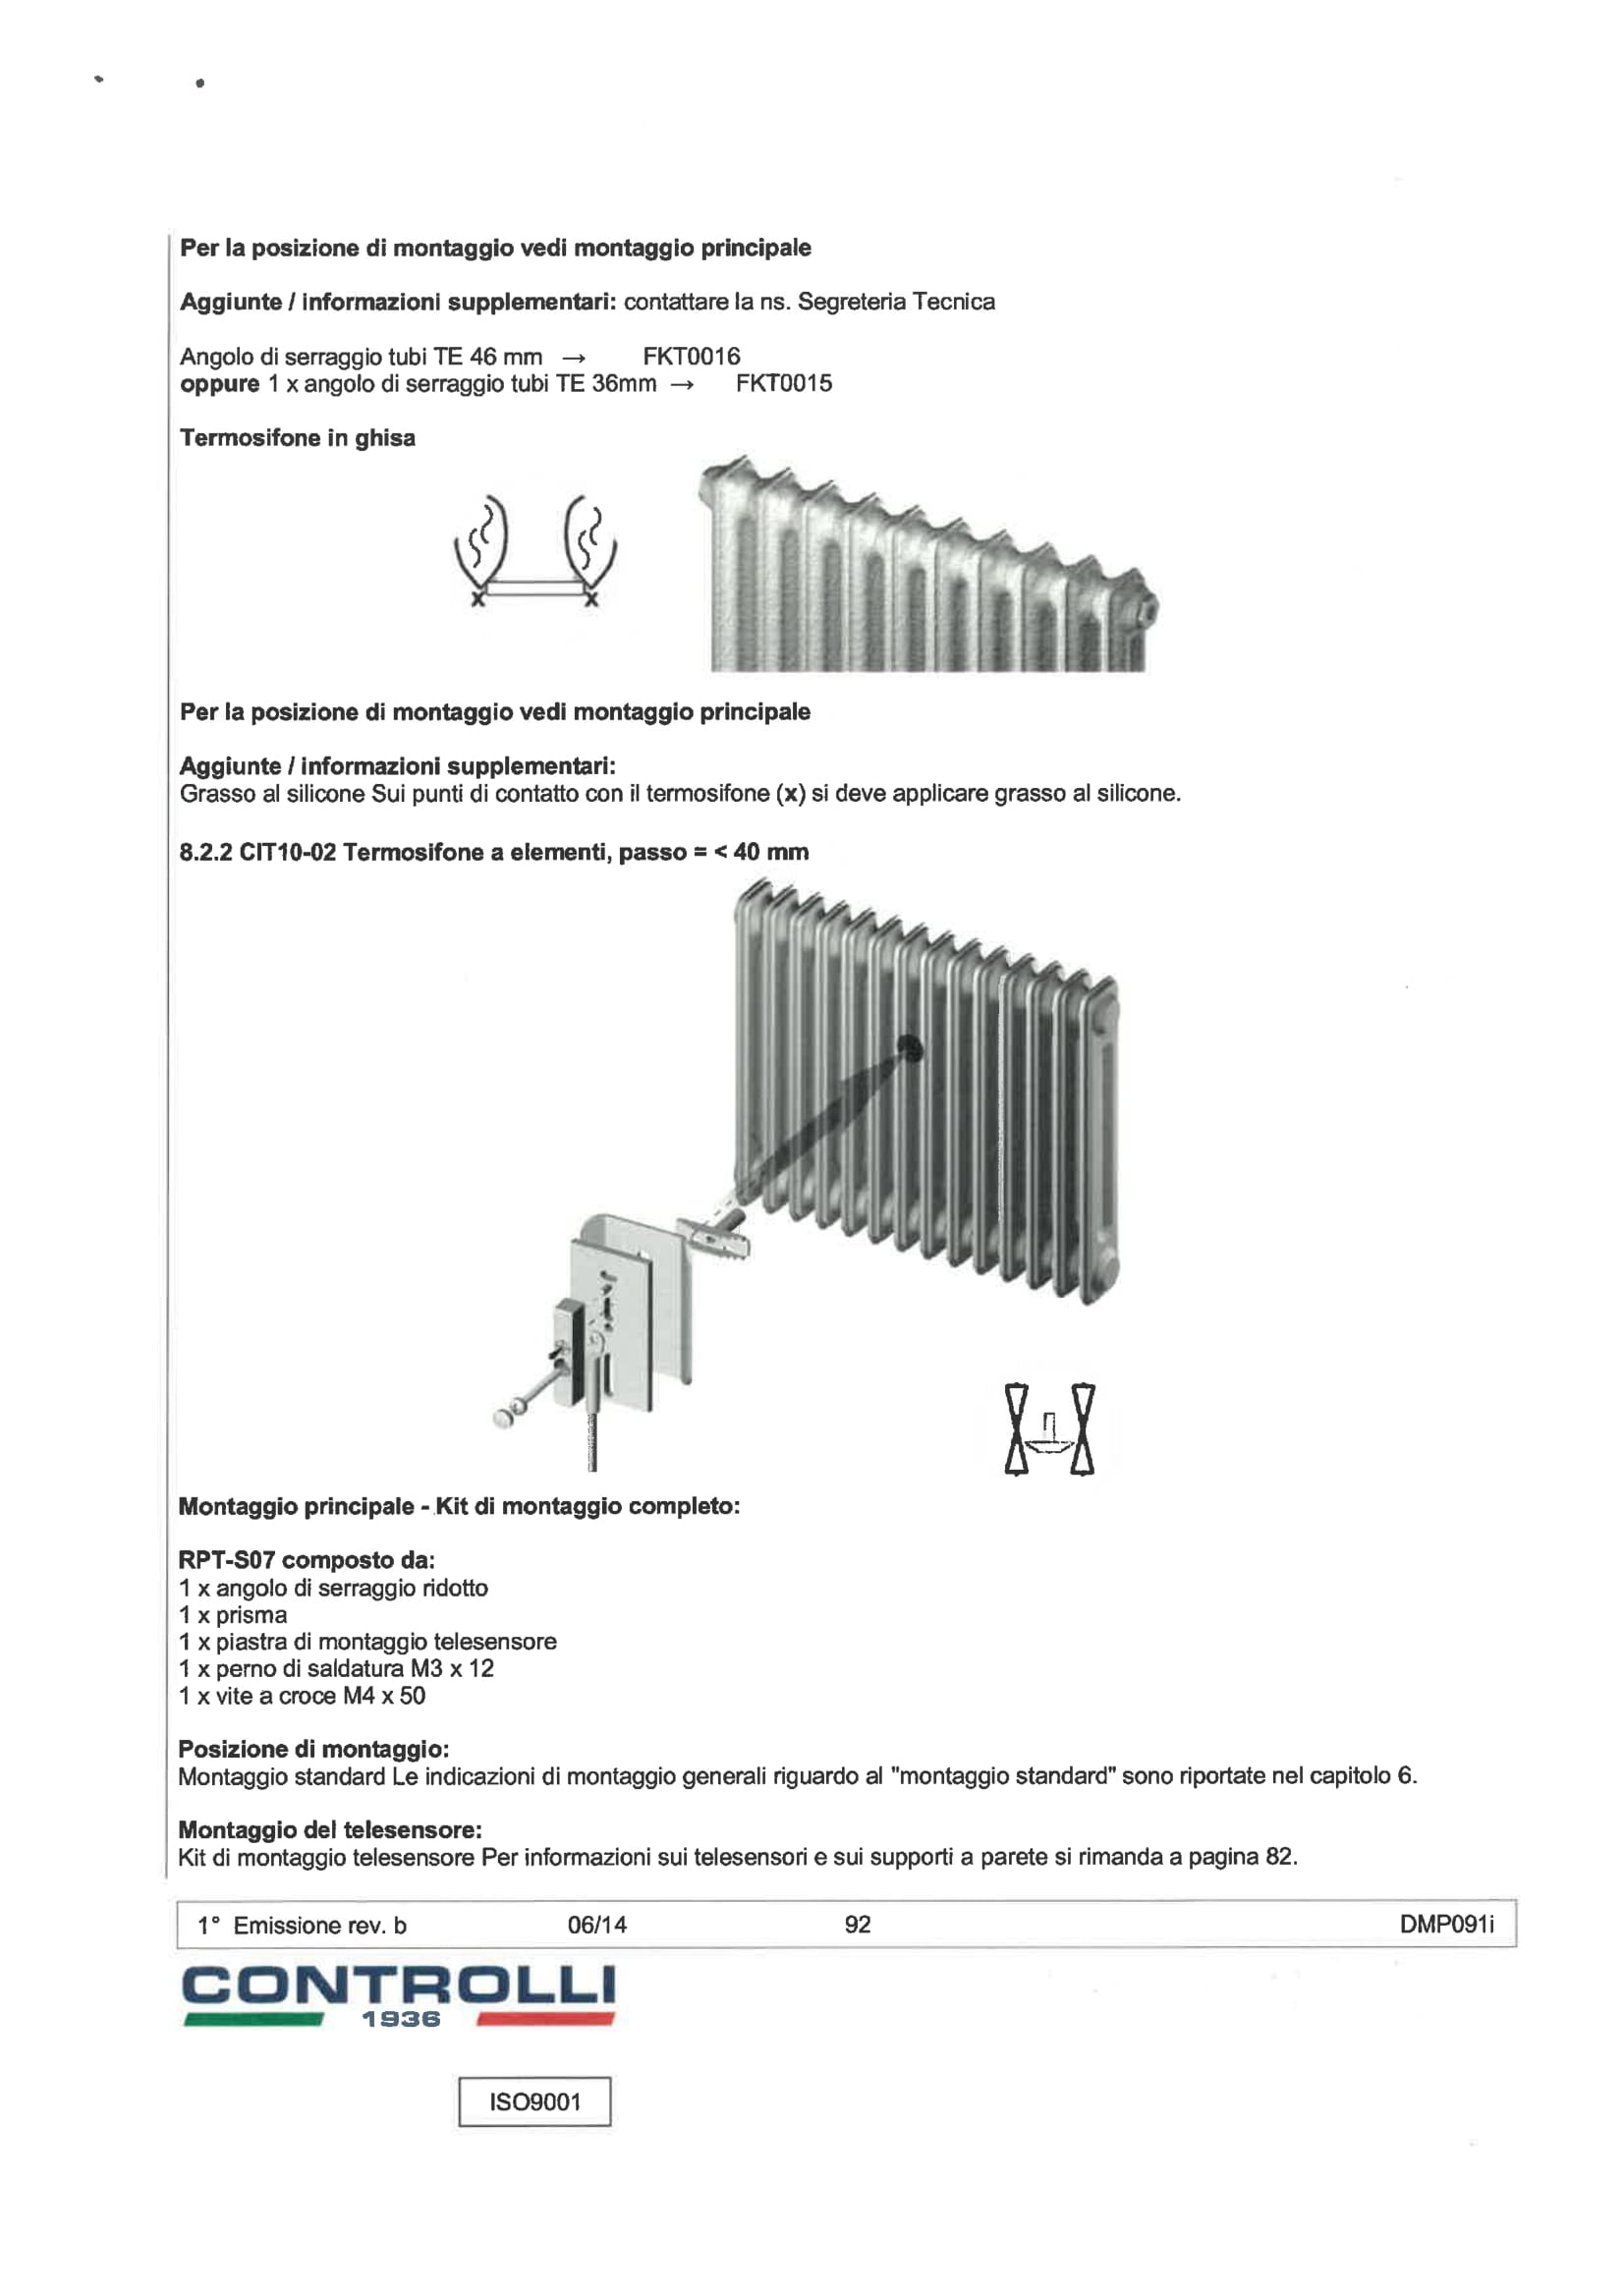 Per la posizione di montaggio vedi montaggio principale
Aggiunte / informazioni supplementari: contattare la ns. Segreteria Tecnica
Angolo di serraggio tubi TE 46 mm → FKT0016
oppure 1 x angolo di serraggio tubi TE 36mm → FKT0015
Termosifone in ghisa
x x
Per la posizione di montaggio vedi montaggio principale
Aggiunte / informazioni supplementari:
Grasso al silicone Sui punti di contatto con il termosifone (x) si deve applicare grasso al silicone.
8.2.2 CIT10-02 Termosifone a elementi, passo = < 40 mm
Montaggio principale - Kit di montaggio completo:
RPT-S07 composto da:
1 x angolo di serraggio ridotto
1 x prisma
1 x piastra di montaggio telesensore
1 x perno di saldatura M3 x 12
1 x vite a croce M4 x 50
Posizione di montaggio:
Montaggio standard Le indicazioni di montaggio generali riguardo al "montaggio standard" sono riportate nel capitolo 6.
Montaggio del telesensore:
Kit di montaggio telesensore Per informazioni sui telesensori e sui supporti a parete si rimanda a pagina 82.
1° Emissione rev. b 06/14 92 DMP091i
CONTROLLI
1936
ISO9001